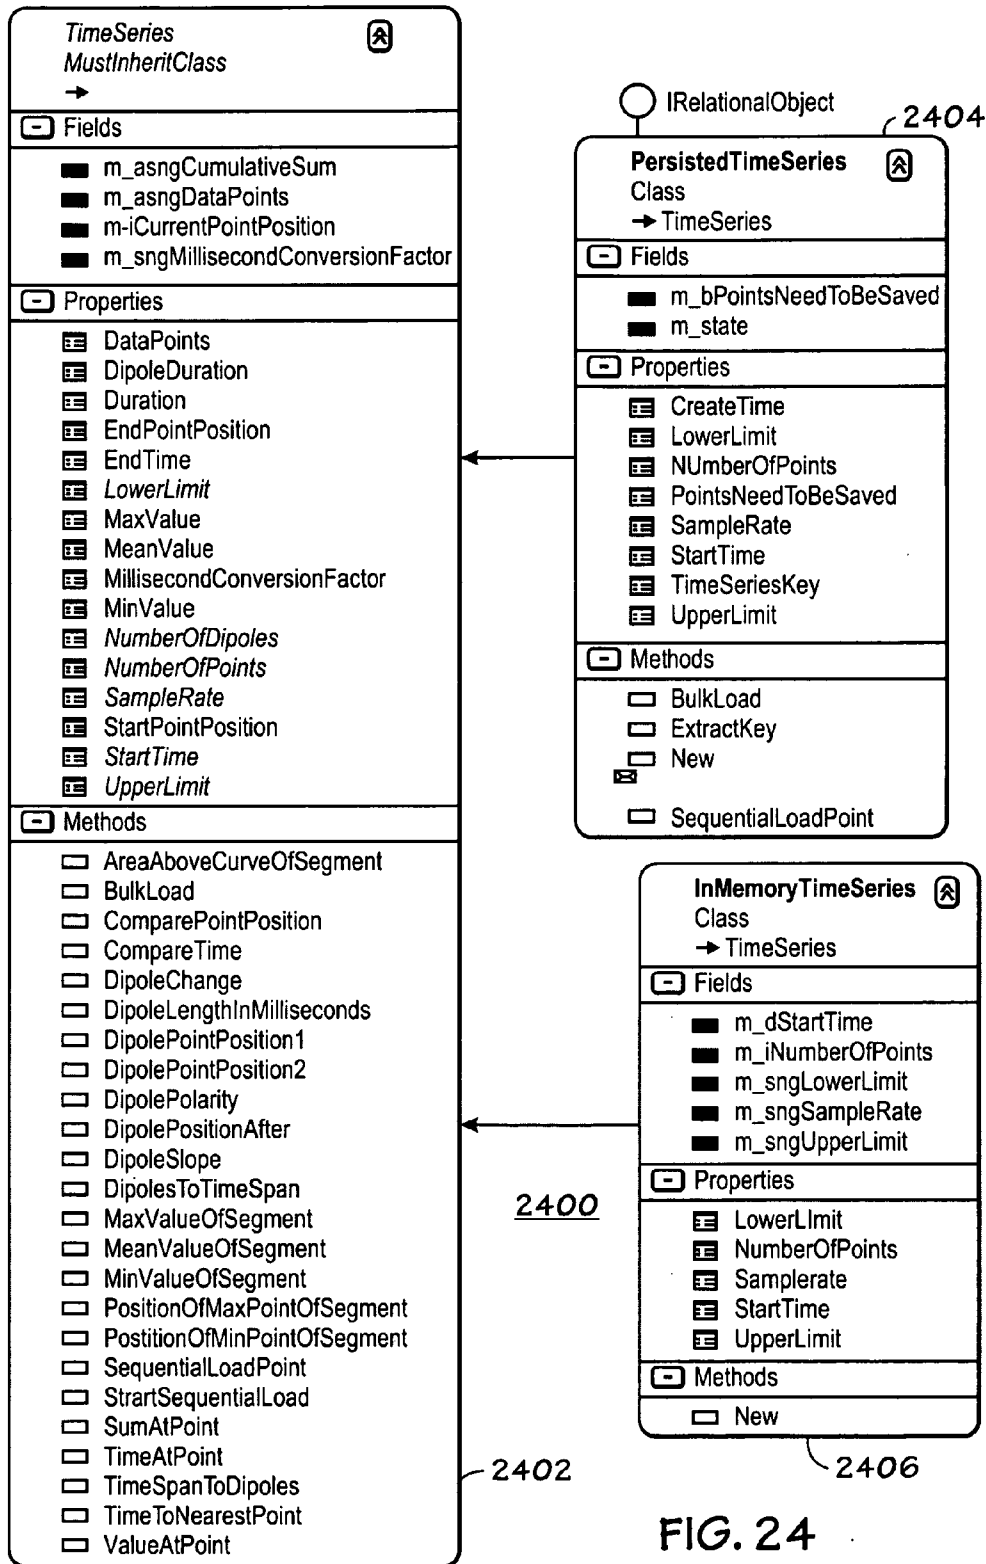 TimeSeries
MustInheritClass
Fields
m_asngCumulativeSum
m_asngDataPoints
m-iCurrentPointPosition
m_sngMillisecondConversionFactor
Properties
DataPoints
DipoleDuration
Duration
EndPointPosition
EndTime
LowerLimit
MaxValue
MeanValue
MillisecondConversionFactor
MinValue
NumberOfDipoles
NumberOfPoints
SampleRate
StartPointPosition
StartTime
UpperLimit
Methods
AreaAboveCurveOfSegment
BulkLoad
ComparePointPosition
CompareTime
DipoleChange
DipoleLengthInMilliseconds
DipolePointPosition1
DipolePointPosition2
DipolePolarity
DipolePositionAfter
DipoleSlope
DipolesToTimeSpan
MaxValueOfSegment
MeanValueOfSegment
MinValueOfSegment
PositionOfMaxPointOfSegment
PostitionOfMinPointOfSegment
SequentialLoadPoint
StrartSequentialLoad
SumAtPoint
TimeAtPoint
TimeSpanToDipoles
TimeToNearestPoint
ValueAtPoint
2402
IRelationalObject
2404
PersistedTimeSeries
Class
TimeSeries
Fields
m_bPointsNeedToBeSaved
m_state
Properties
CreateTime
LowerLimit
NUmberOfPoints
PointsNeedToBeSaved
SampleRate
StartTime
TimeSeriesKey
UpperLimit
Methods
BulkLoad
ExtractKey
New
SequentialLoadPoint
InMemoryTimeSeries
Class
TimeSeries
Fields
m_dStartTime
m_iNumberOfPoints
m_sngLowerLimit
m_sngSampleRate
m_sngUpperLimit
Properties
LowerLImit
NumberOfPoints
Samplerate
StartTime
UpperLimit
Methods
New
2406
2400
FIG. 24